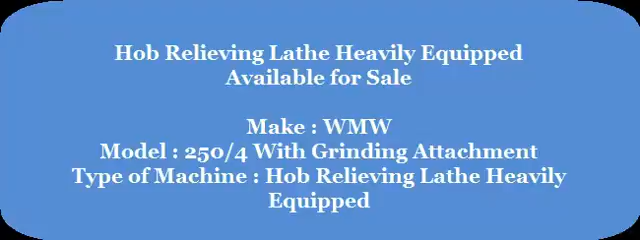 Hob Relieving Lathe Heavily Equipped
Available for Sale
Make : WMW
Model : 250/4 With Grinding Attachment
Type of Machine : Hob Relieving Lathe Heavily
Equipped